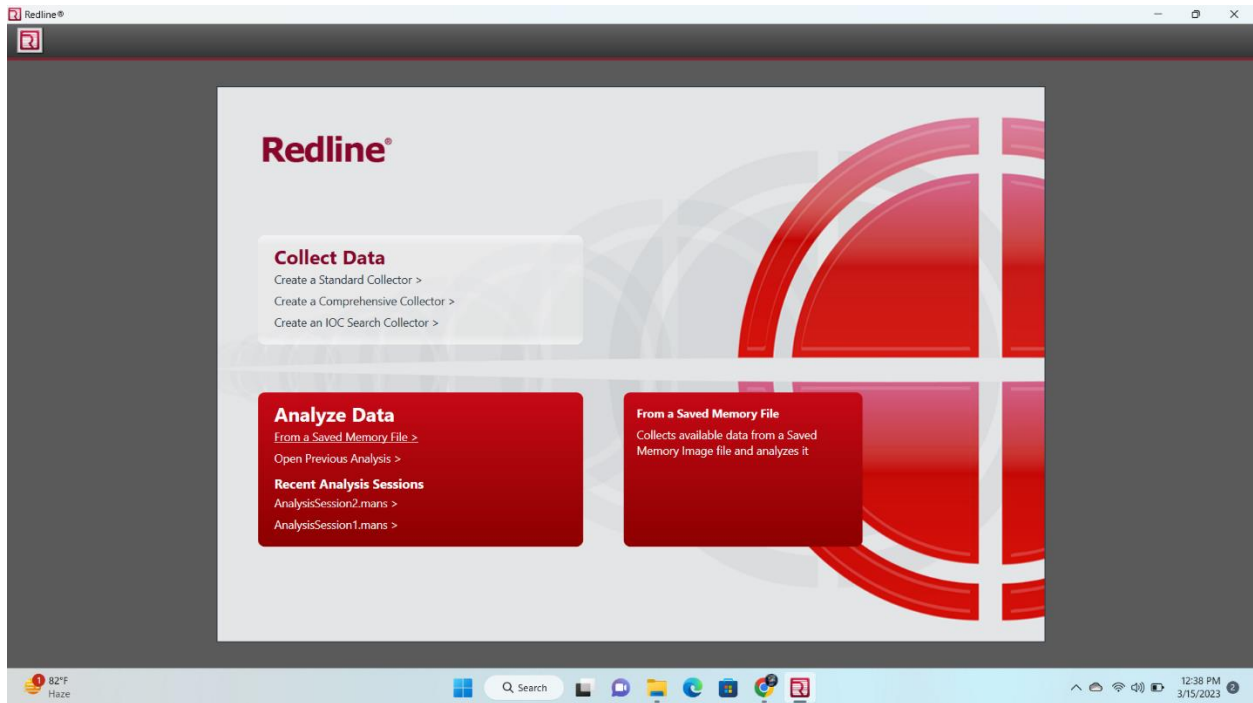 Redline®
Redline®
Collect Data
Create a Standard Collector >
Create a Comprehensive Collector >
Create an IOC Search Collector >
Analyze Data
From a Saved Memory File >
Open Previous Analysis >
Recent Analysis Sessions
AnalysisSession2.mans >
AnalysisSession1.mans >
From a Saved Memory File
Collects available data from a Saved
Memory Image file and analyzes it
1
82°F
Haze
Search
12:38 PM
3/15/2023
2